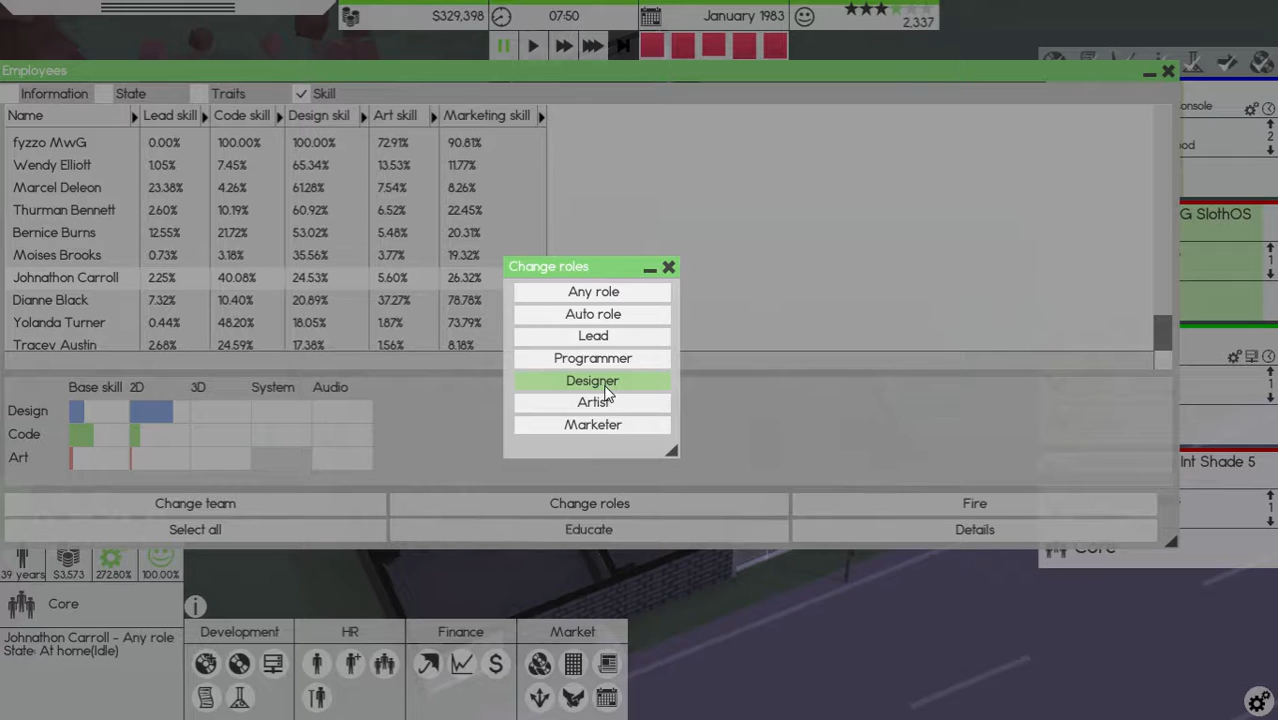 $329,398
07:50
January 1983
2,337
Employees
Information State Traits Skill
Name Lead skill Code skill Design skil Art skill Marketing skill
fyzzo MwG 0.00% 100.00% 100.00% 72.91% 90.81%
Wendy Elliott 1.05% 7.45% 65.34% 13.53% 11.77%
Marcel Deleon 23.38% 4.26% 61.28% 7.54% 8.26%
Thurman Bennett 2.60% 10.19% 60.92% 6.52% 22.45%
Bernice Burns 12.55% 21.72% 53.02% 5.48% 20.31%
Moises Brooks 0.73% 3.18% 35.56% 3.77% 19.32%
Johnathon Carroll 2.25% 40.08% 24.53% 5.60% 26.32%
Dianne Black 7.32% 10.40% 20.89% 37.27% 78.78%
Yolanda Turner 0.44% 48.20% 18.05% 1.87% 73.79%
Tracey Austin 2.68% 24.59% 17.38% 1.56% 8.18%
Change roles
Any role
Auto role
Lead
Programmer
Designer
Artist
Marketer
Base skill 2D 3D System Audio
Design
Code
Art
Change team Change roles Fire
Select all Educate Details
onsole
2
od
G SlothOS
1
1
Int Shade 5
1
Core
39 years $3,573 272.80% 100.00%
Core
Johnathon Carroll - Any role
State: At home(Idle)
Development HR Finance Market